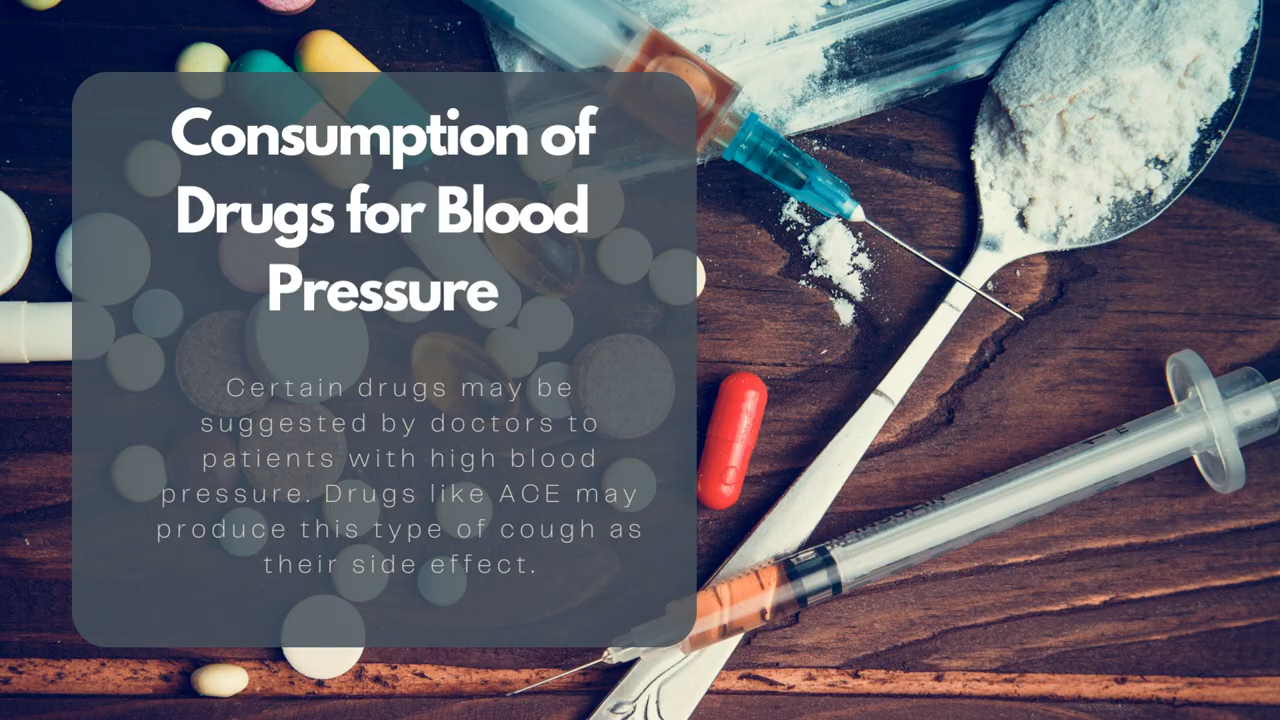 Consumption of
Drugs for Blood
Pressure
Certain drugs may be
suggested by doctors to
patients with high blood
pressure. Drugs like ACE may
produce this type of cough as
their side effect.